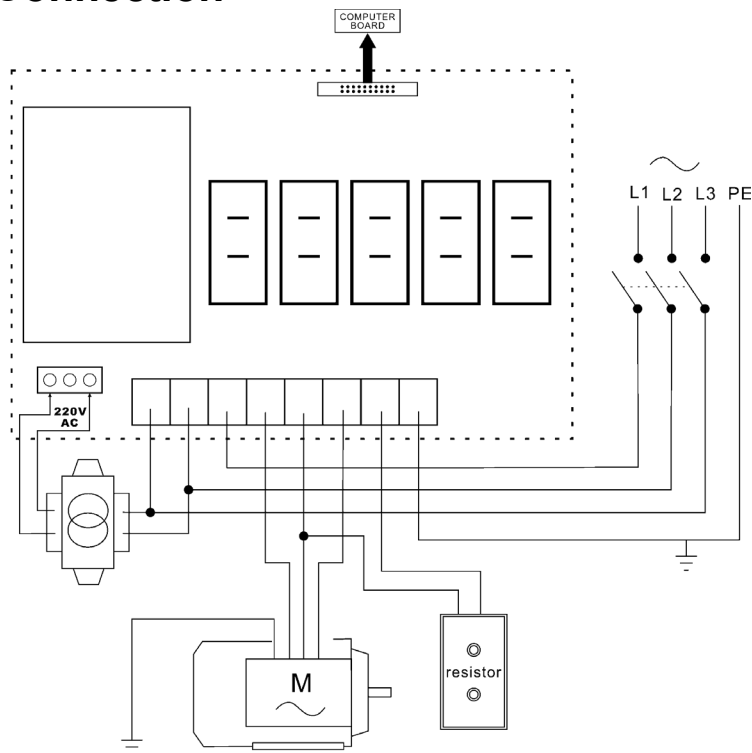 COMPUTER
BOARD
L1 L2 L3 PE
220V
AC
resistor
M